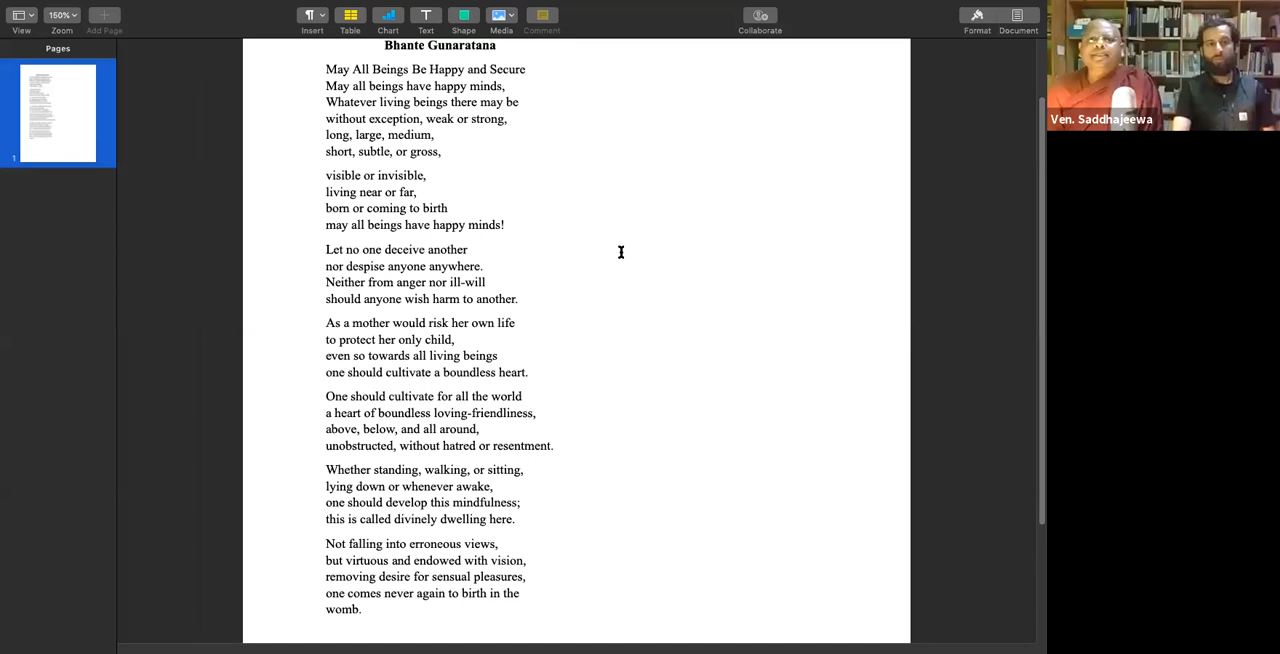 150%
View
Zoom
Add Page
Insert
Table
Chart
Text
Shape
Media
Comment
Collaborate
Format
Document
Pages
1
Bhante Gunaratana
May All Beings Be Happy and Secure
May all beings have happy minds,
Whatever living beings there may be
without exception, weak or strong,
long, large, medium,
short, subtle, or gross,
visible or invisible,
living near or far,
born or coming to birth
may all beings have happy minds!
Let no one deceive another
nor despise anyone anywhere.
Neither from anger nor ill-will
should anyone wish harm to another.
As a mother would risk her own life
to protect her only child,
even so towards all living beings
one should cultivate a boundless heart.
One should cultivate for all the world
a heart of boundless loving-friendliness,
above, below, and all around,
unobstructed, without hatred or resentment.
Whether standing, walking, or sitting,
lying down or whenever awake,
one should develop this mindfulness;
this is called divinely dwelling here.
Not falling into erroneous views,
but virtuous and endowed with vision,
removing desire for sensual pleasures,
one comes never again to birth in the
womb.
Ven. Saddhajeewa